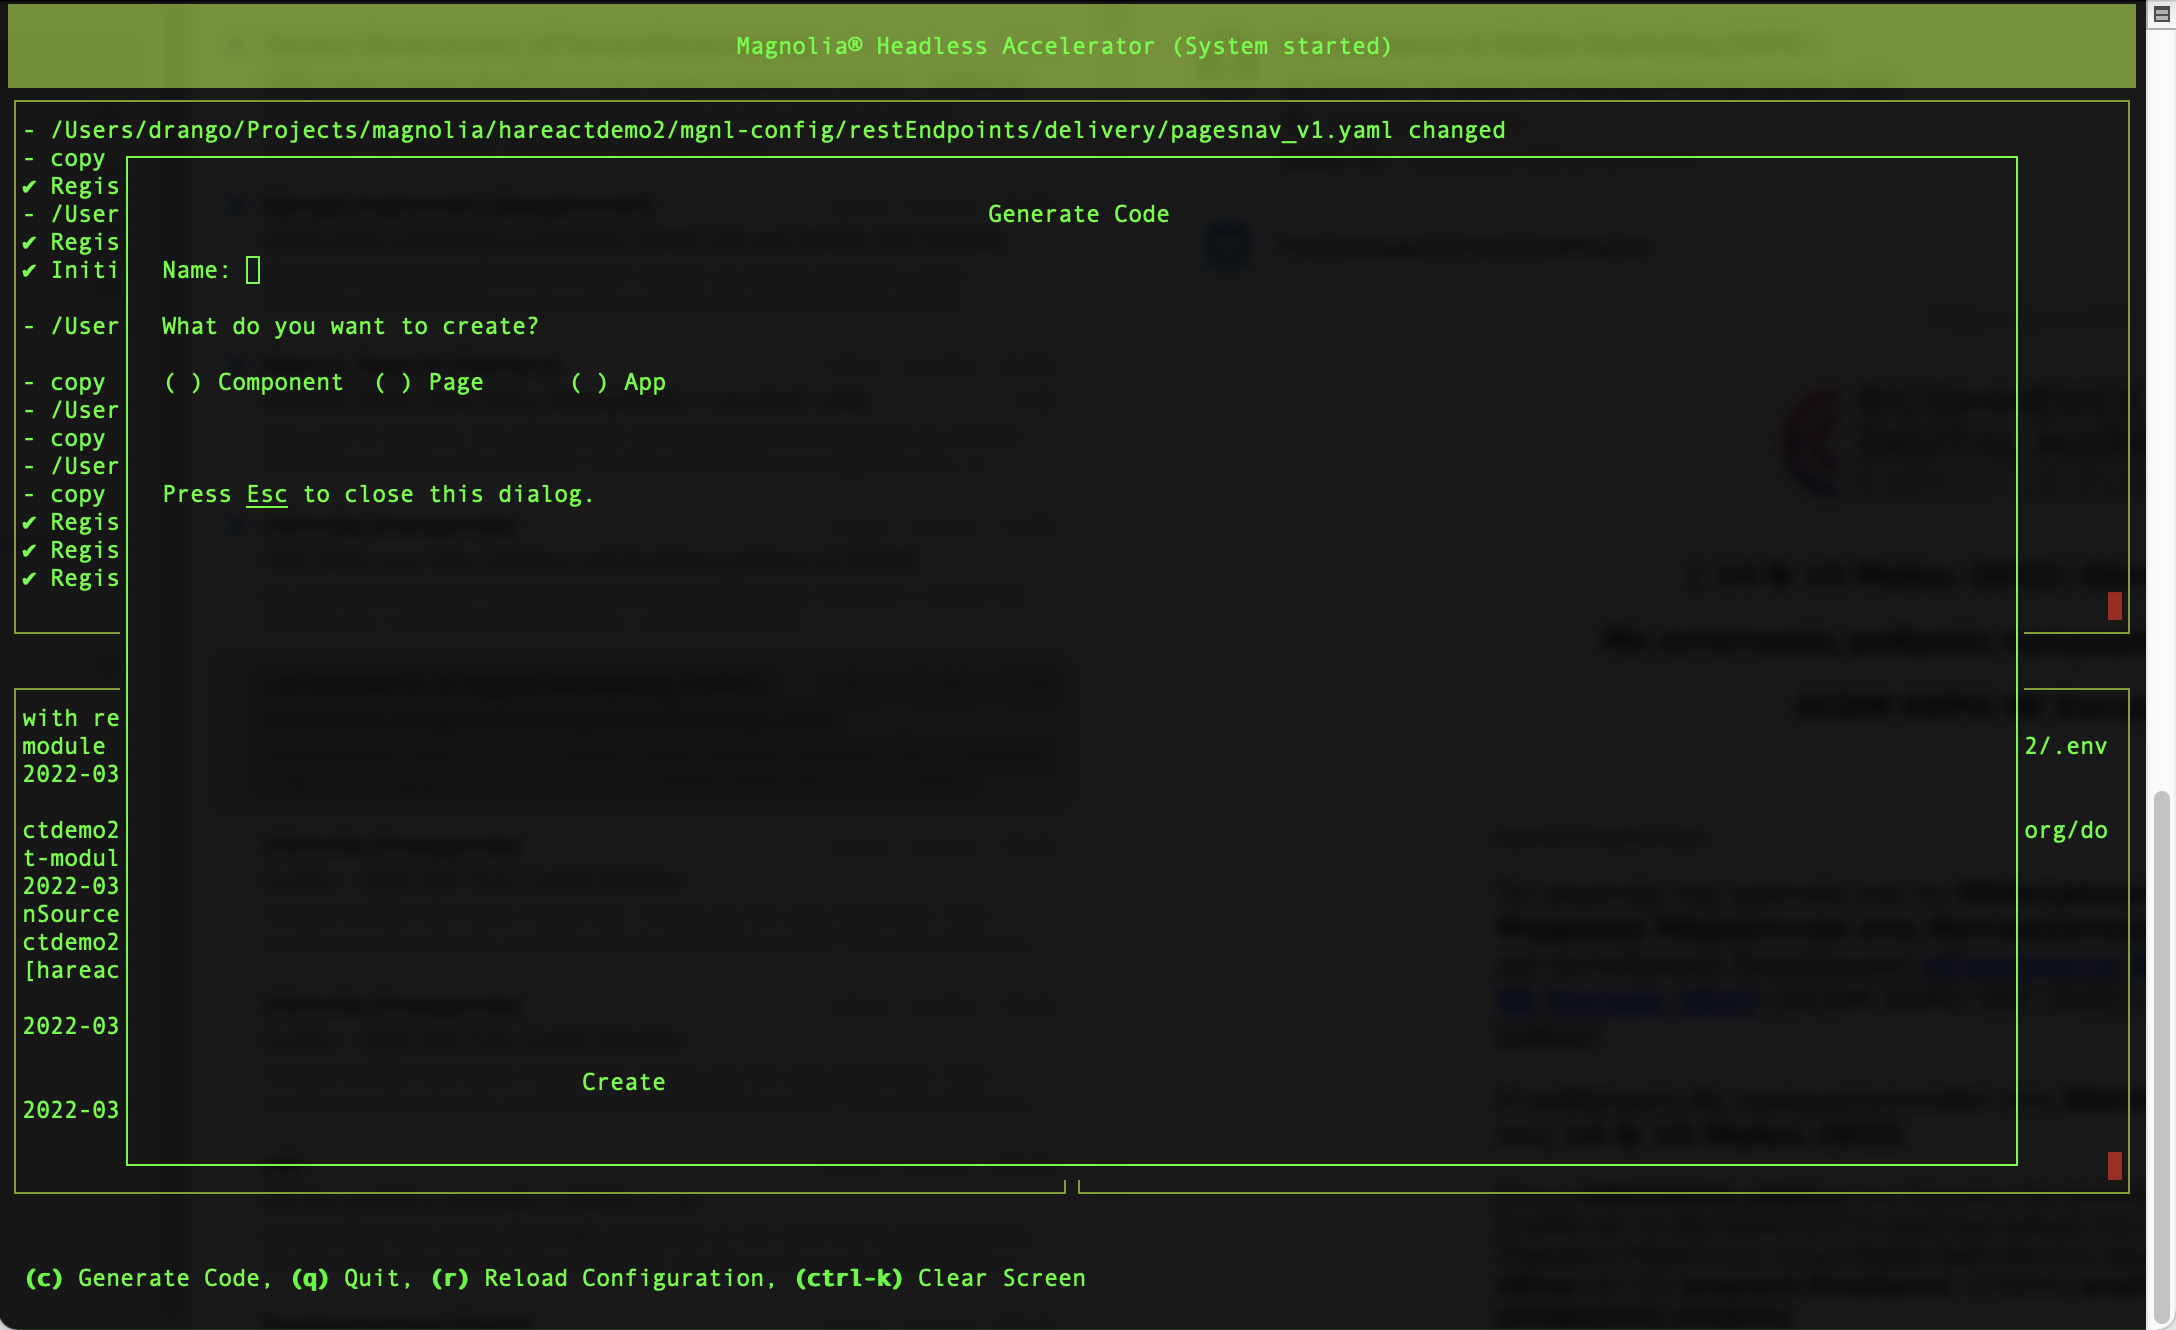 Magnolia® Headless Accelerator (System started)
- /Users/drango/Projects/magnolia/hareactdemo2/mgnl-config/restEndpoints/delivery/pagesnav_v1.yaml changed
- copy
✔ Regis
- /User
Generate Code
✔ Regis
✔ Initi
Name:
- /User
What do you want to create?
- copy
( ) Component ( ) Page ( ) App
- /User
- copy
- /User
- copy
Press Esc to close this dialog.
✔ Regis
✔ Regis
✔ Regis
with re
module
2/.env
2022-03
ctdemo2
org/do
t-modul
2022-03
nSource
ctdemo2
[hareac
2022-03
Create
2022-03
(c) Generate Code, (q) Quit, (r) Reload Configuration, (ctrl-k) Clear Screen